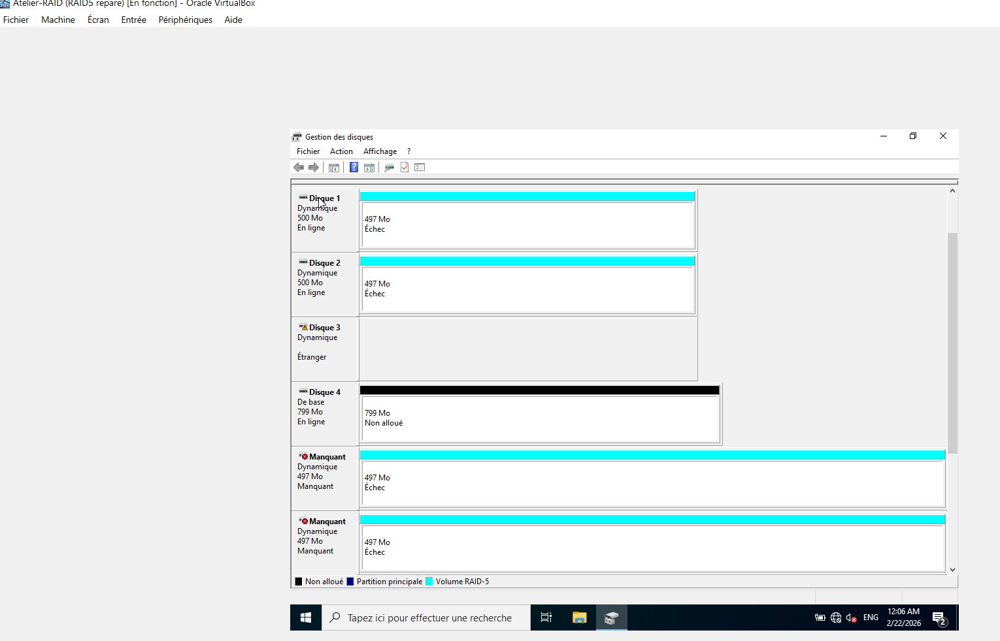 Atelier-RAID (RAID5 repare) [En fonction] - Oracle VirtualBox
Fichier Machine Écran Entrée Périphériques Aide
Gestion des disques
Fichier Action Affichage ?
Disque 1
Dynamique
500 Mo
En ligne
497 Mo
Échec
Disque 2
Dynamique
500 Mo
En ligne
497 Mo
Échec
Disque 3
Dynamique
Étranger
Disque 4
De base
799 Mo
En ligne
799 Mo
Non alloué
Manquant
Dynamique
497 Mo
Manquant
497 Mo
Échec
Manquant
Dynamique
497 Mo
Manquant
497 Mo
Échec
Non alloué Partition principale Volume RAID-5
Tapez ici pour effectuer une recherche
ENG
12:06 AM
2/22/2026
2